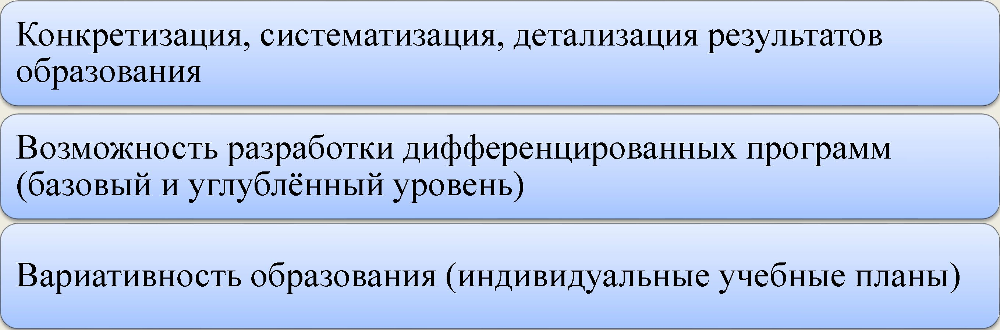 Конкретизация, систематизация, детализация результатов
образования
Возможность разработки дифференцированных программ
(базовый и углублённый уровень)
Вариативность образования (индивидуальные учебные планы)